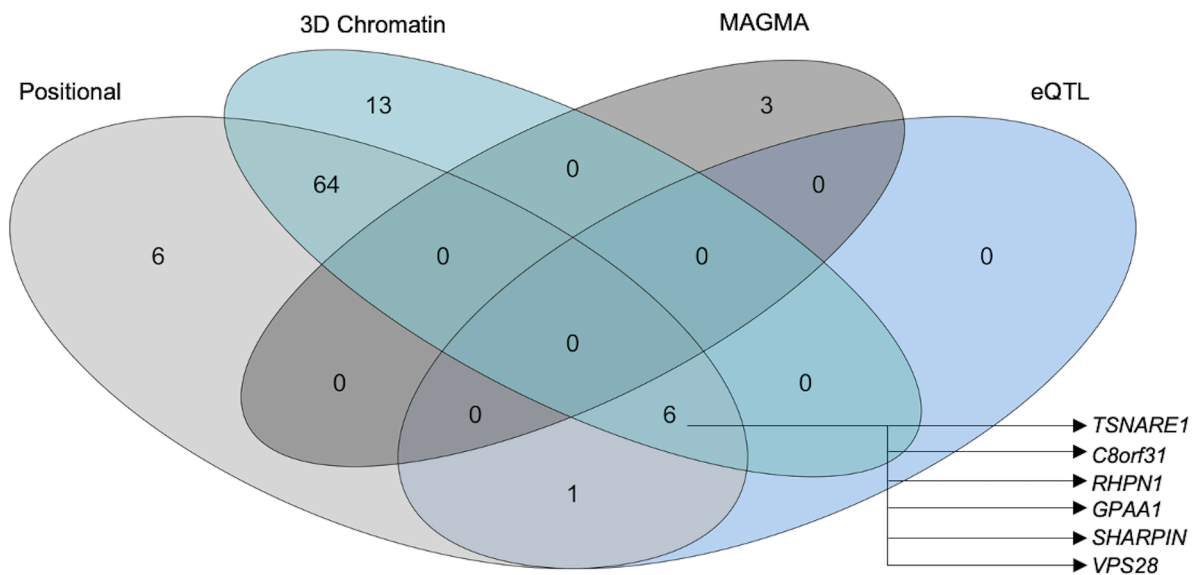 3D Chromatin
MAGMA
Positional
eQTL
13
3
0
64
0
6
0
0
0
0
0
0
0
6
1
TSNARE1
C8orf31
RHPN1
GPAA1
SHARPIN
VPS28